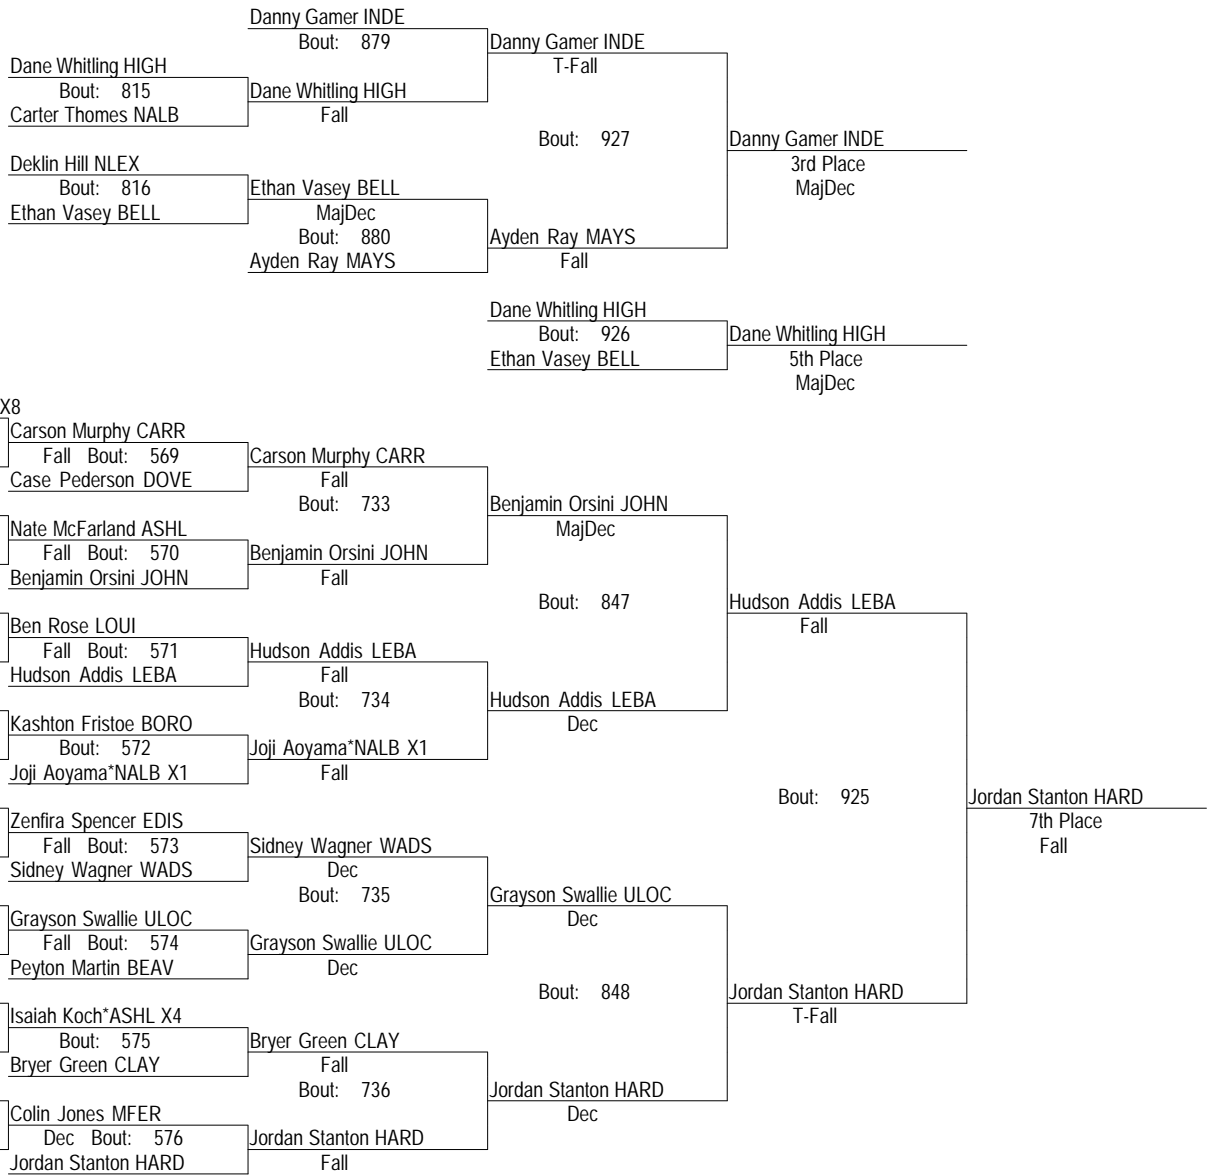 Danny Gamer INDE
Bout: 879
Danny Gamer INDE
T-Fall
Dane Whitling HIGH
Bout: 815
Dane Whitling HIGH
Carter Thomes NALB
Fall
Bout: 927
Danny Gamer INDE
3rd Place
MajDec
Deklin Hill NLEX
Bout: 816
Ethan Vasey BELL
Ethan Vasey BELL
MajDec
Bout: 880
Ayden Ray MAYS
Ayden Ray MAYS
Fall
Dane Whitling HIGH
Bout: 926
Dane Whitling HIGH
Ethan Vasey BELL
5th Place
MajDec
X8
Carson Murphy CARR
Fall Bout: 569
Carson Murphy CARR
Case Pederson DOVE
Fall
Bout: 733
Benjamin Orsini JOHN
MajDec
Nate McFarland ASHL
Fall Bout: 570
Benjamin Orsini JOHN
Benjamin Orsini JOHN
Fall
Bout: 847
Hudson Addis LEBA
Fall
Ben Rose LOUI
Fall Bout: 571
Hudson Addis LEBA
Hudson Addis LEBA
Fall
Bout: 734
Hudson Addis LEBA
Dec
Kashton Fristoe BORO
Bout: 572
Joji Aoyama*NALB X1
Joji Aoyama*NALB X1
Fall
Bout: 925
Jordan Stanton HARD
7th Place
Fall
Zenfira Spencer EDIS
Fall Bout: 573
Sidney Wagner WADS
Sidney Wagner WADS
Dec
Bout: 735
Grayson Swallie ULOC
Dec
Grayson Swallie ULOC
Fall Bout: 574
Grayson Swallie ULOC
Peyton Martin BEAV
Dec
Bout: 848
Jordan Stanton HARD
T-Fall
Isaiah Koch*ASHL X4
Bout: 575
Bryer Green CLAY
Bryer Green CLAY
Fall
Bout: 736
Jordan Stanton HARD
Dec
Colin Jones MFER
Dec Bout: 576
Jordan Stanton HARD
Jordan Stanton HARD
Fall